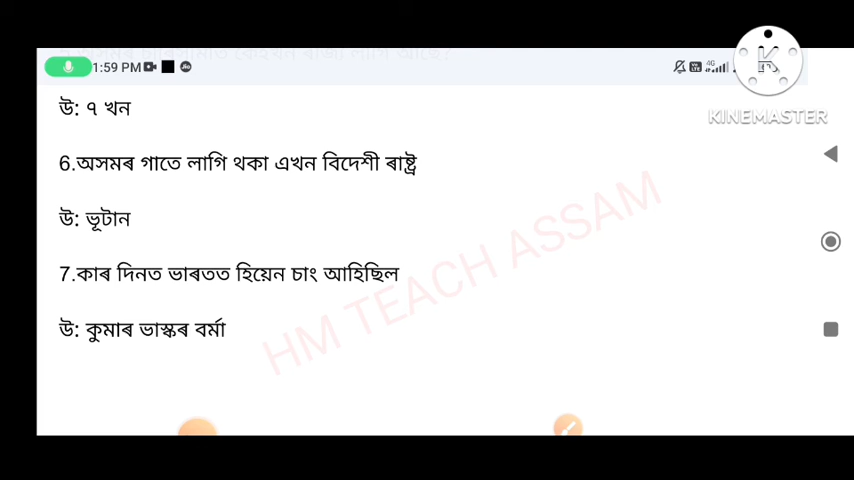 1:59 PM
4G
KINEMASTER
উ: ৭ খন
6.অসমৰ গাতে লাগি থকা এখন বিদেশী ৰাষ্ট্ৰ
উ: ভূটান
7.কাৰ দিনত ভাৰতত হিয়েন চাং আহিছিল
উ: কুমাৰ ভাস্কৰ বৰ্মা
HM TEACH ASSAM